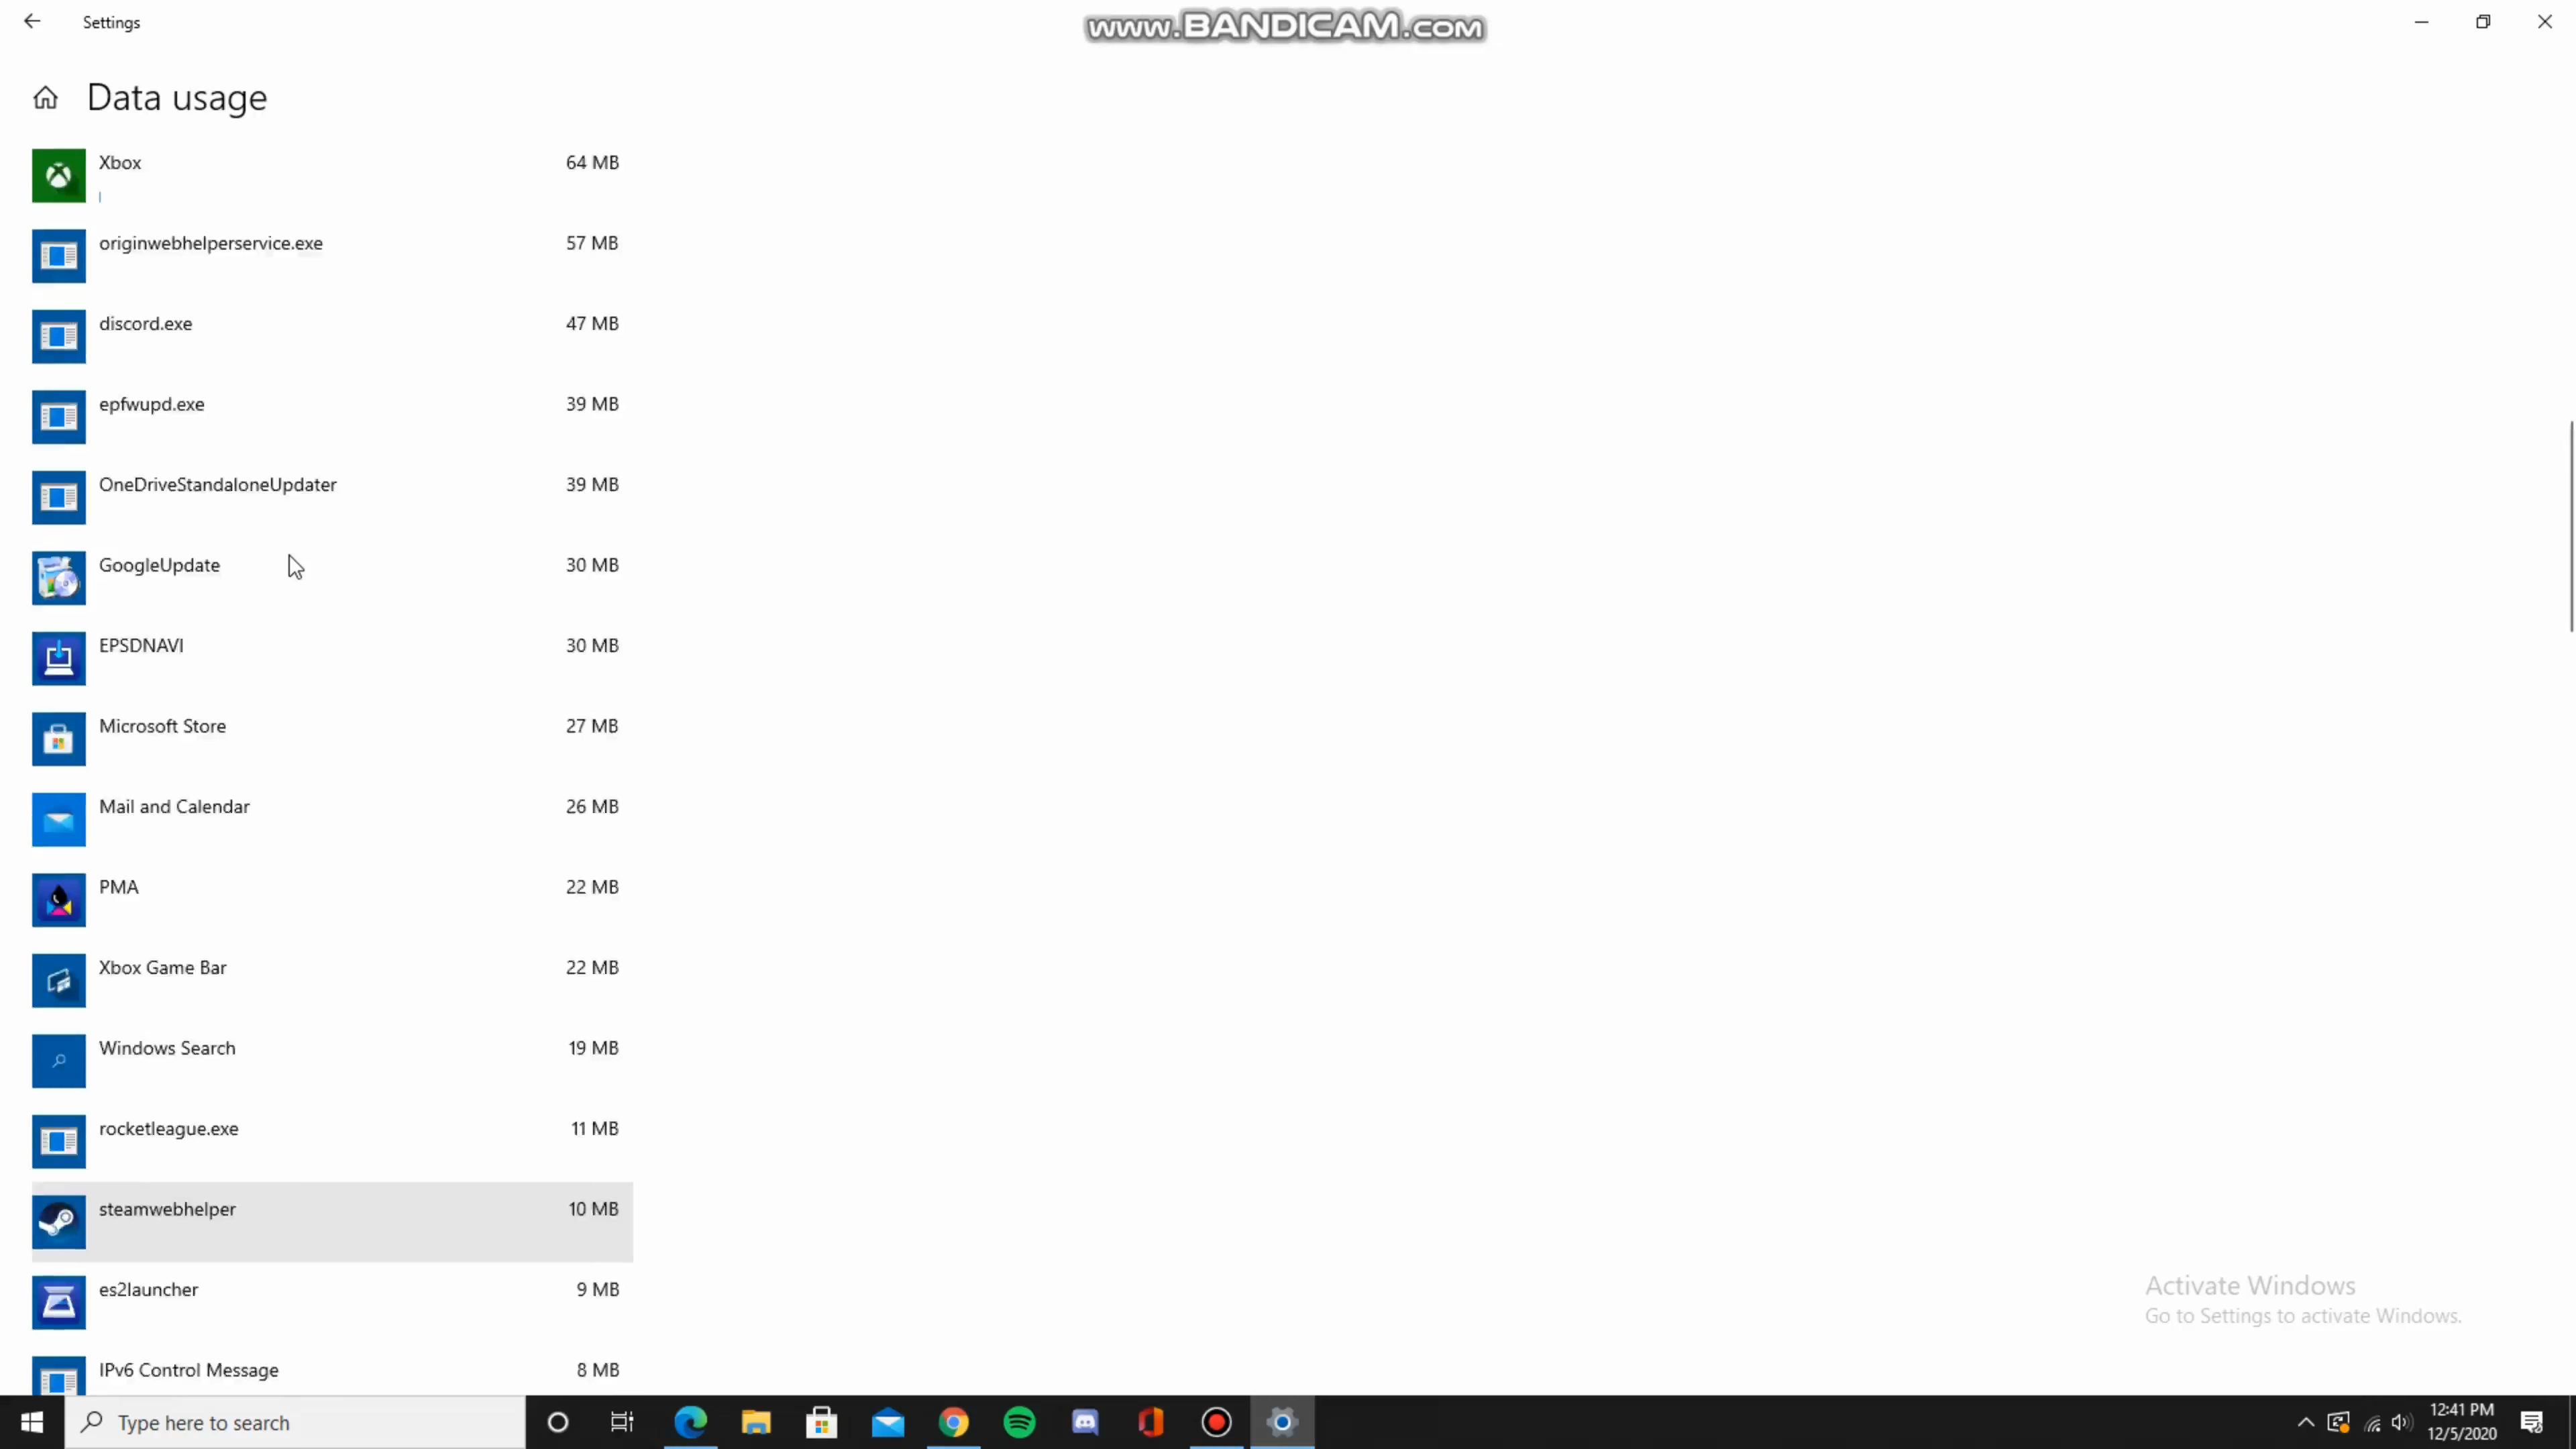 Settings
www.BANDICAM.com
Data usage
Xbox 64 MB
originwebhelperservice.exe 57 MB
discord.exe 47 MB
epfwupd.exe 39 MB
OneDriveStandaloneUpdater 39 MB
GoogleUpdate 30 MB
EPSDNAVI 30 MB
Microsoft Store 27 MB
Mail and Calendar 26 MB
PMA 22 MB
Xbox Game Bar 22 MB
Windows Search 19 MB
rocketleague.exe 11 MB
steamwebhelper 10 MB
es2launcher 9 MB
IPv6 Control Message 8 MB
Activate Windows
Go to Settings to activate Windows.
Type here to search
12:41 PM
12/5/2020